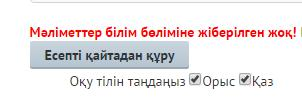 Мәліметтер білім бөліміне жіберілген жоқ!
Есепті қайтадан құру
Оқу тілін таңдаңыз Орыс Қаз